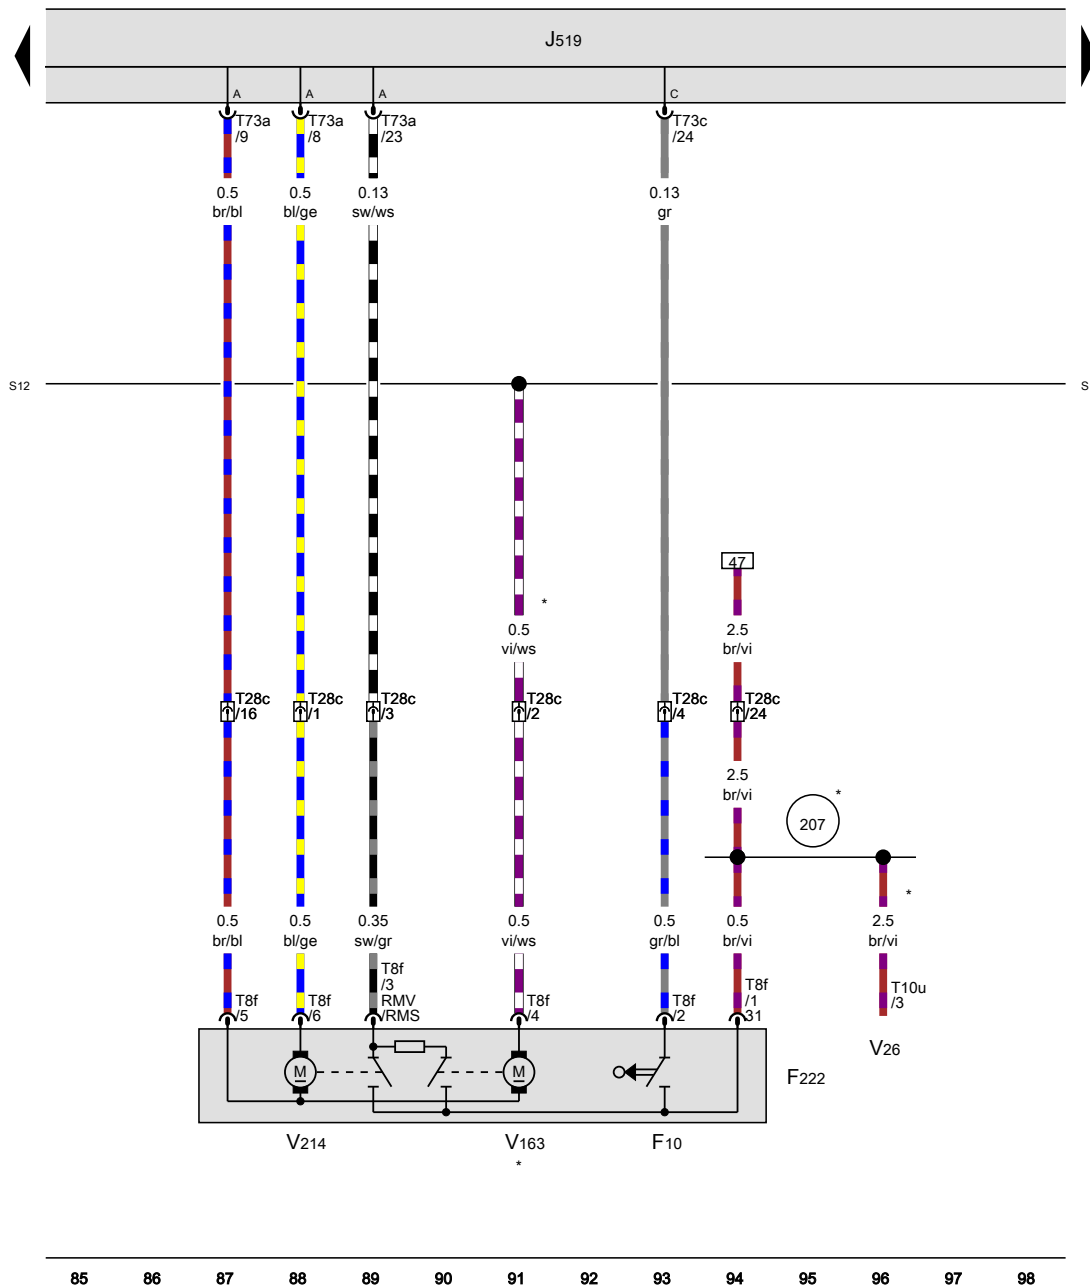 J519
A A A C
T73a T73a T73a T73c
/9 /8 /23 /24
0.5 0.5 0.13 0.13
br/bl bl/ge sw/ws gr
S12 S
47
*
0.5 2.5
vi/ws br/vi
T28c T28c T28c T28c T28c T28c
/16 /1 /3 /2 /4 /24
2.5
br/vi
*
207
*
0.5 0.5 0.35 0.5 0.5 0.5 2.5
br/bl bl/ge sw/gr vi/ws gr/bl br/vi br/vi
T8f T8f
/3 /1 T10u
T8f T8f RMV T8f T8f 31 /3
/5 /6 /RMS /4 /2
V26
M M
F222
V214 V163 F10
*
85 86 87 88 89 90 91 92 93 94 95 96 97 98